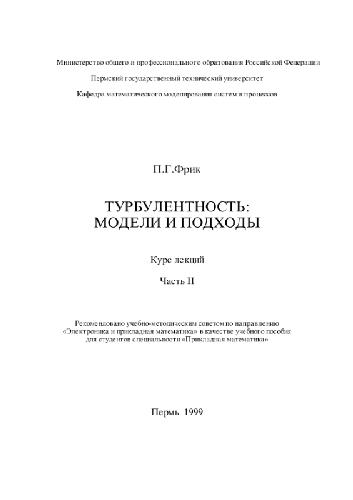 Министерство общего и профессионального образования Российской Федерации
Пермский государственный технический университет
Кафедра математического моделирования систем и процессов
П.Г.Фрик
ТУРБУЛЕНТНОСТЬ:
МОДЕЛИ И ПОДХОДЫ
Курс лекций
Часть II
Рекомендовано учебно-методическим советом по направлению
«Электроника и прикладная математика» в качестве учебного пособия
для студентов специальности «Прикладная математика»
Пермь 1999